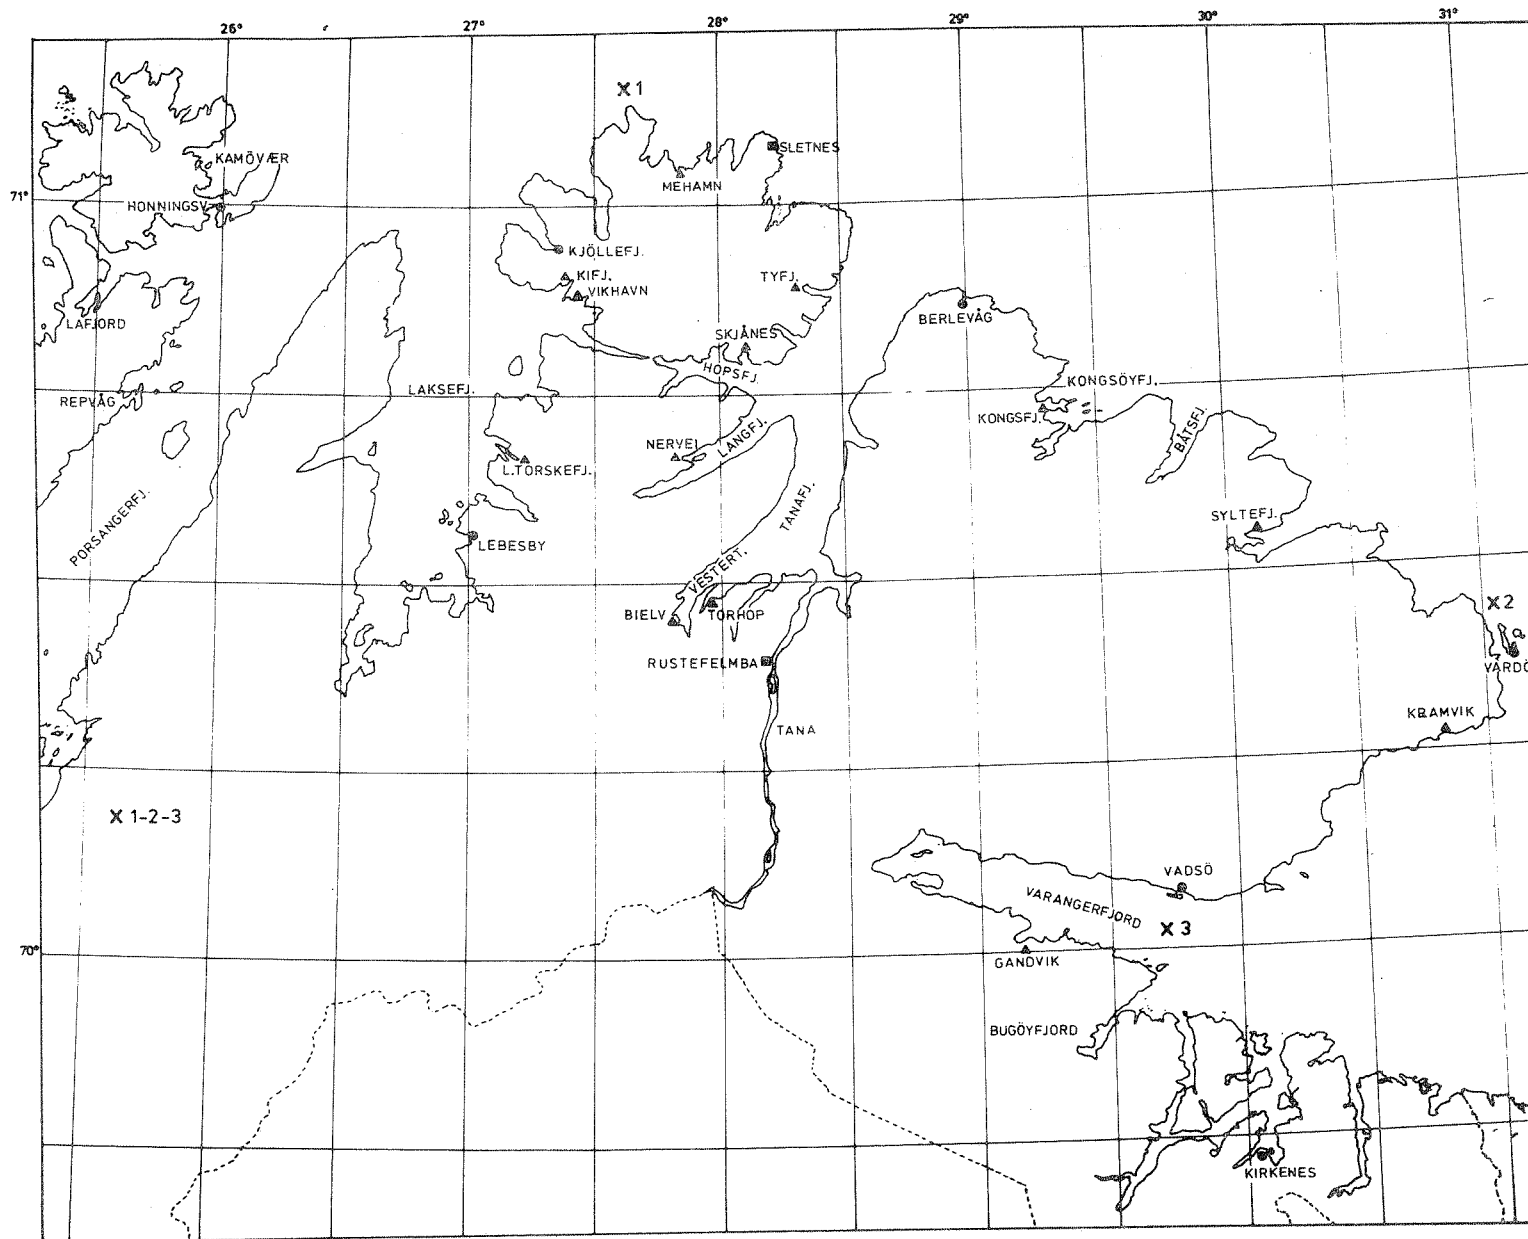 26° 27° 28° 29° 30° 31°
X 1
SLETNES
KAMÖVÆR
MEHAMN
71°
HONNINGSV.
KJÖLLEFJ.
KIFJ.
TYFJ.
VIKHAVN
BERLEVÅG
LAFJORD
SKJÅNES
HOPSFJ.
KONGSÖYFJ.
LAKSEFJ.
REPVÅG
KONGSFJ.
BÅTSFJ.
NERVEI
LANGFJ.
L.TORSKEFJ.
TANAFJ.
PORSANGERFJ.
SYLTEFJ.
LEBESBY
VESTERT.
X 2
BIELV
TORHOP
RUSTEFELMBA
VARDÖ
KRAMVIK
TANA
X 1-2-3
VADSÖ
VARANGERFJORD
X 3
70°
GANDVIK
BUGÖYFJORD
KIRKENES